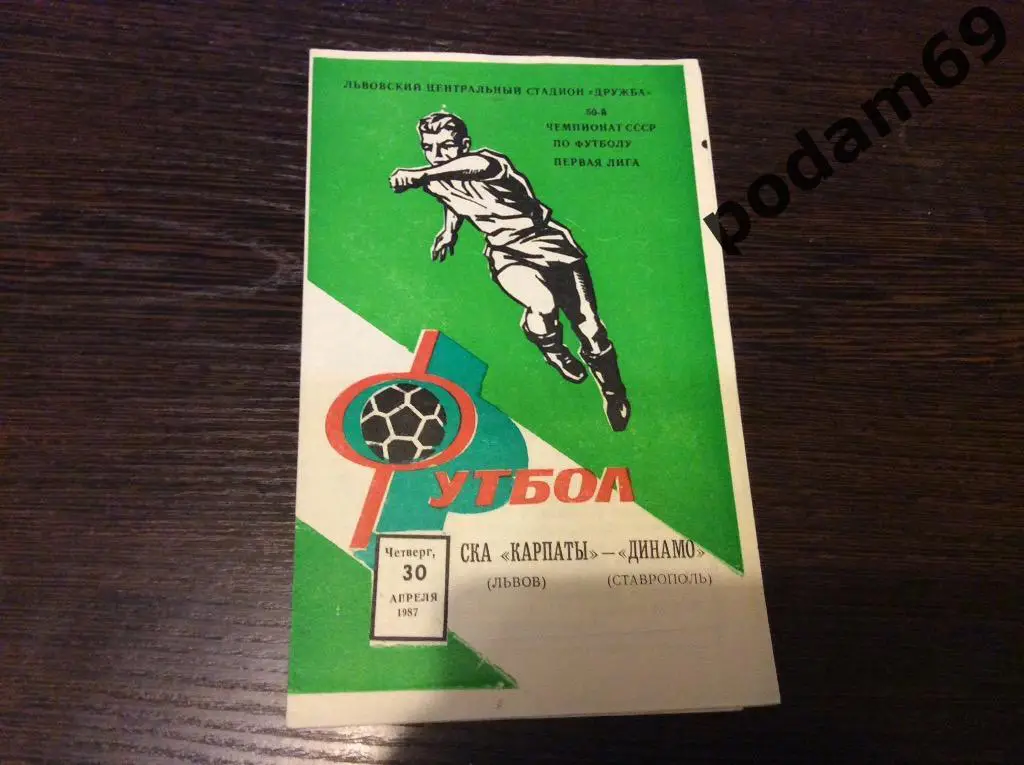 ЛЬВОВСКИЙ ЦЕНТРАЛЬНЫЙ СТАДИОН «ДРУЖБА»
50-й
ЧЕМПИОНАТ СССР
ПО ФУТБОЛУ
ПЕРВАЯ ЛИГА
ФУТБОЛ
Четверг,
30
АПРЕЛЯ
1987
СКА «КАРПАТЫ» — «ДИНАМО»
(ЛЬВОВ) (СТАВРОПОЛЬ)
podam69